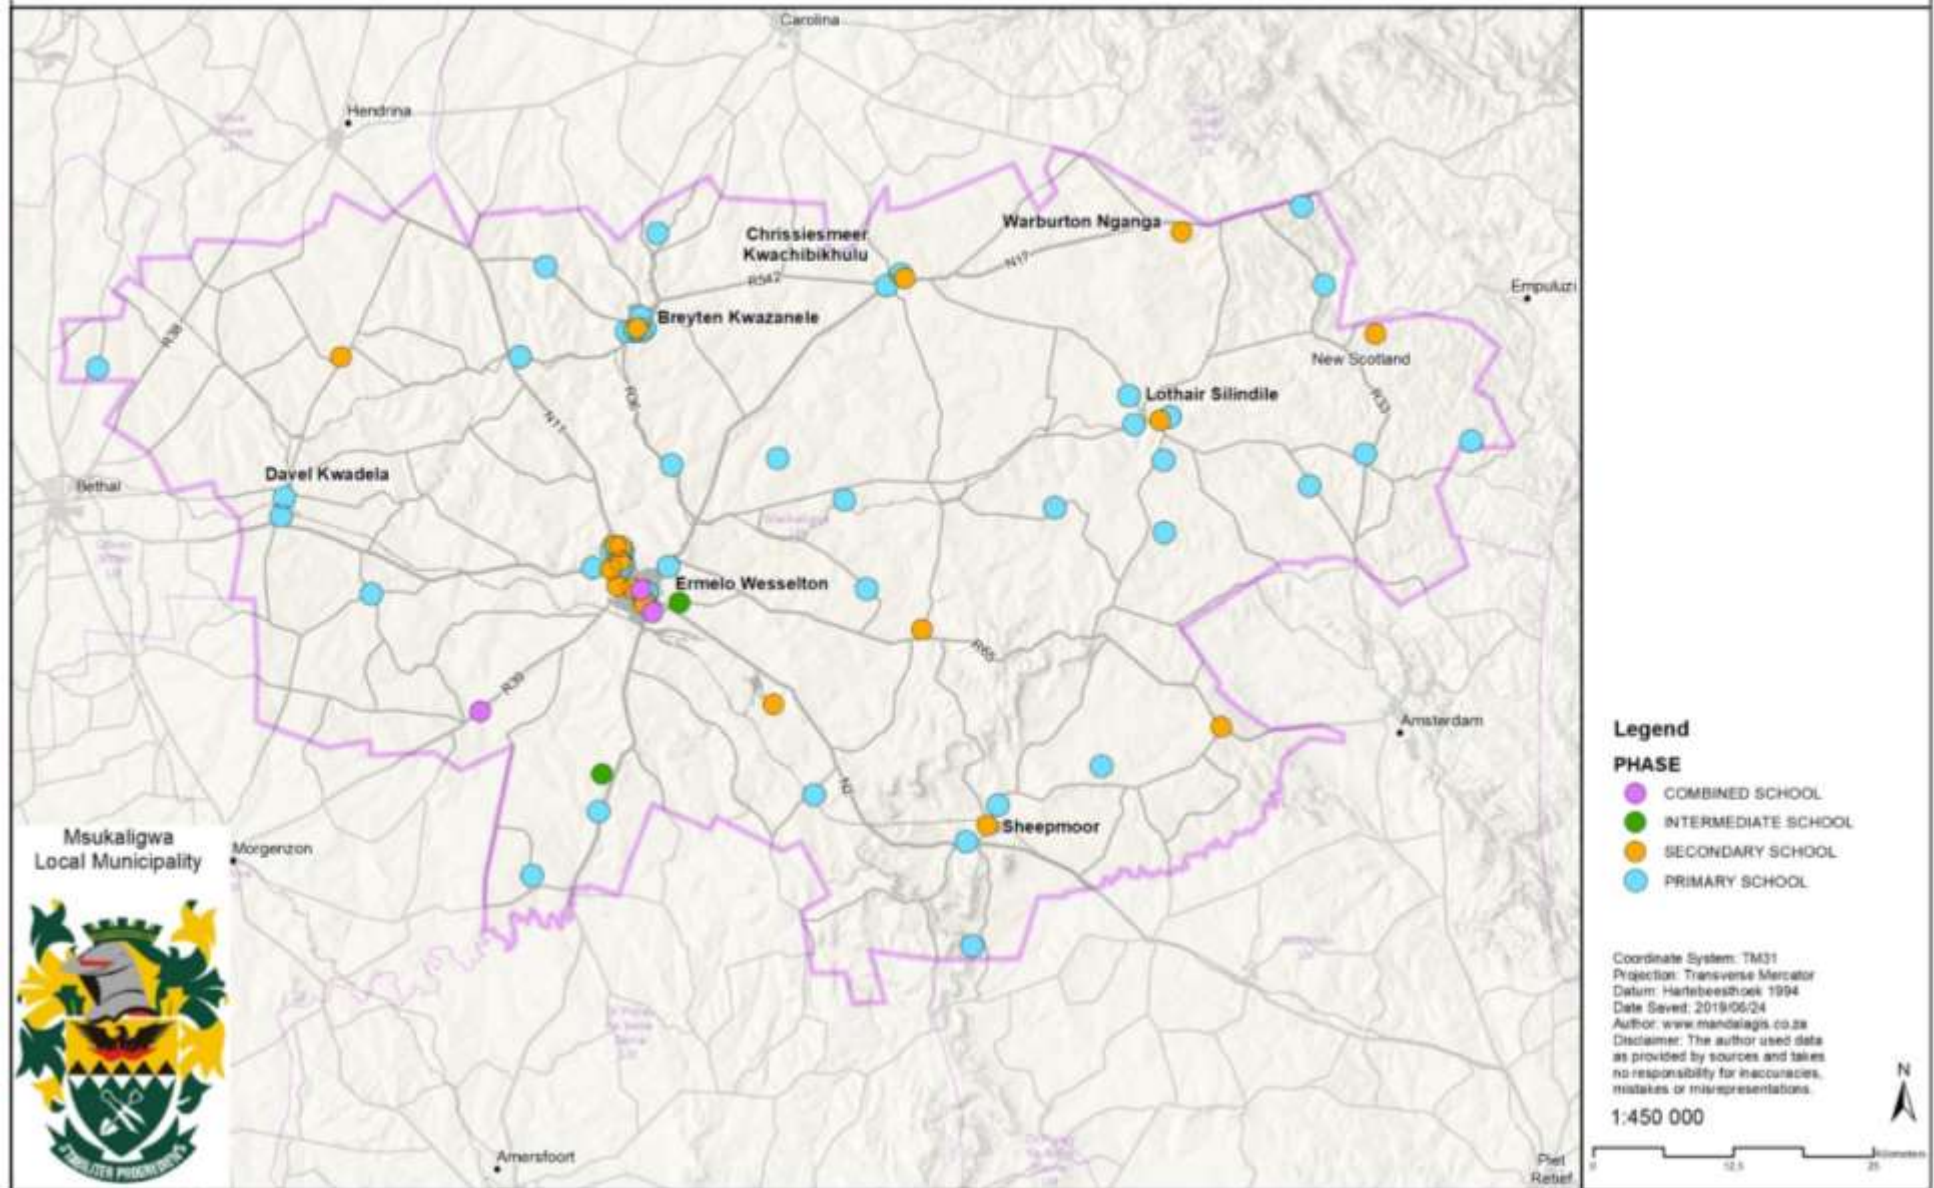 Carolina
Hendrina
Warburton Nganga
Chrissiesmeer
Kwachibikhulu
N17
R542
Empuluzi
Breyten Kwazanele
R38
New Scotland
R36
Lothair Silindile
R33
N11
Davel Kwadela
Bethal
Ermelo Wesselton
R65
R39
Amsterdam
N2
Sheepmoor
Morgenzon
Amersfoort
Piet
Retief
Msukaligwa
Local Municipality
Legend
PHASE
COMBINED SCHOOL
INTERMEDIATE SCHOOL
SECONDARY SCHOOL
PRIMARY SCHOOL
Coordinate System: TM31
Projection: Transverse Mercator
Datum: Hartebeesthoek 1994
Date Saved: 2019/06/24
Author: www.mandalagis.co.za
Disclaimer: The author used data
as provided by sources and takes
no responsibility for inaccuracies,
mistakes or misrepresentations.
N
1:450 000
Kilometers
0 12,5 25